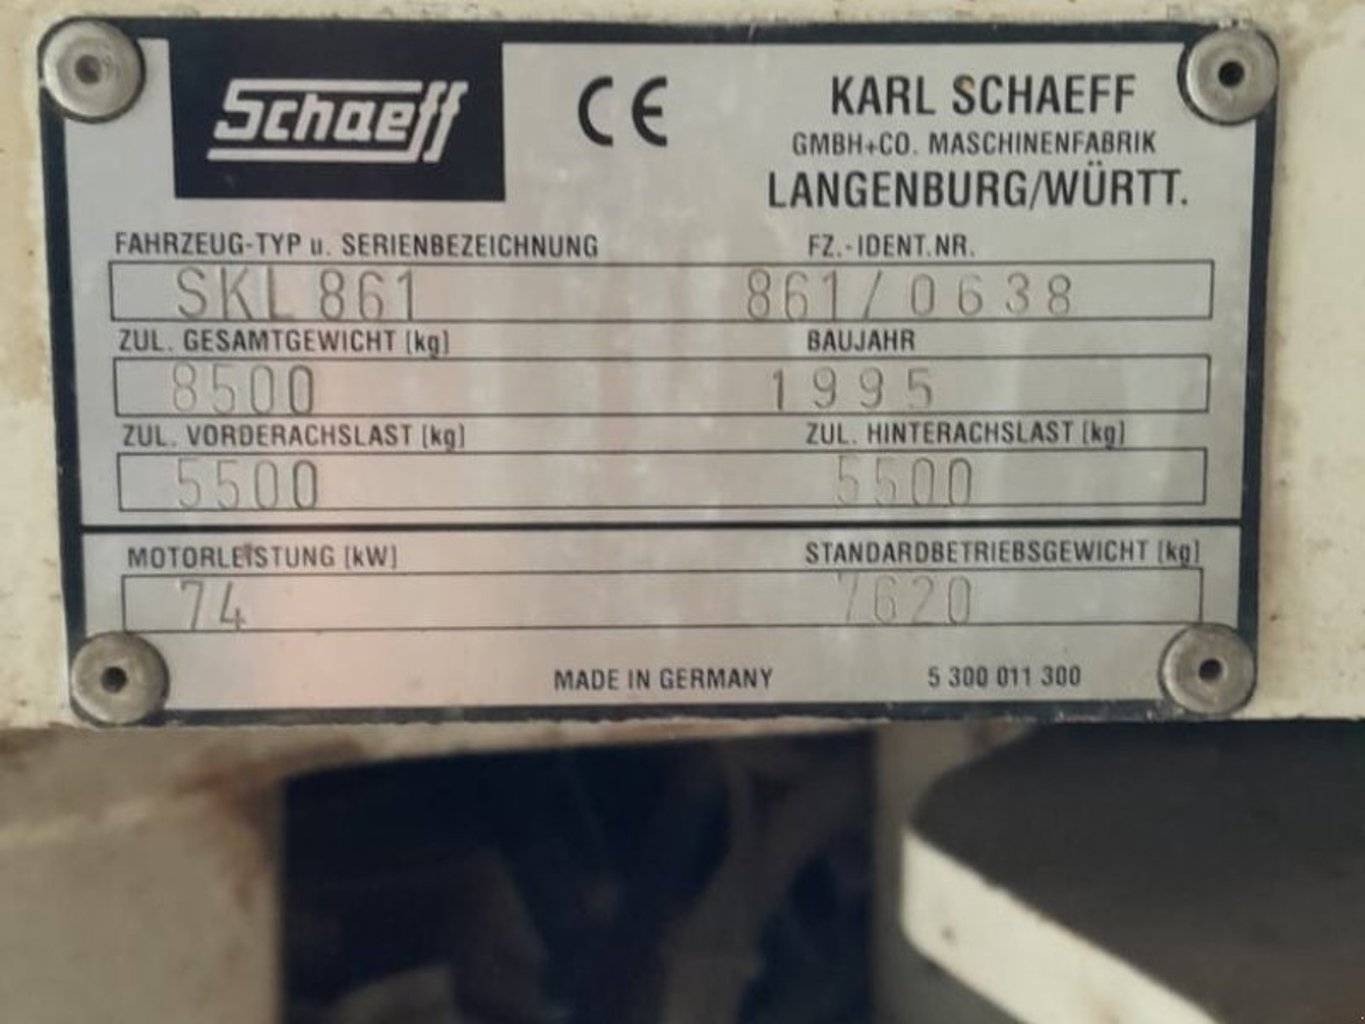 Schaeff
CE
KARL SCHAEFF
GMBH+CO. MASCHINENFABRIK
LANGENBURG/WÜRTT.
FAHRZEUG-TYP u. SERIENBEZEICHNUNG FZ.-IDENT.NR.
SKL 861 861/0638
ZUL. GESAMTGEWICHT [kg] BAUJAHR
8500 1995
ZUL. VORDERACHSLAST [kg] ZUL. HINTERACHSLAST [kg]
5500 5500
MOTORLEISTUNG [kW] STANDARDBETRIEBSGEWICHT [kg]
74 7620
MADE IN GERMANY 5 300 011 300